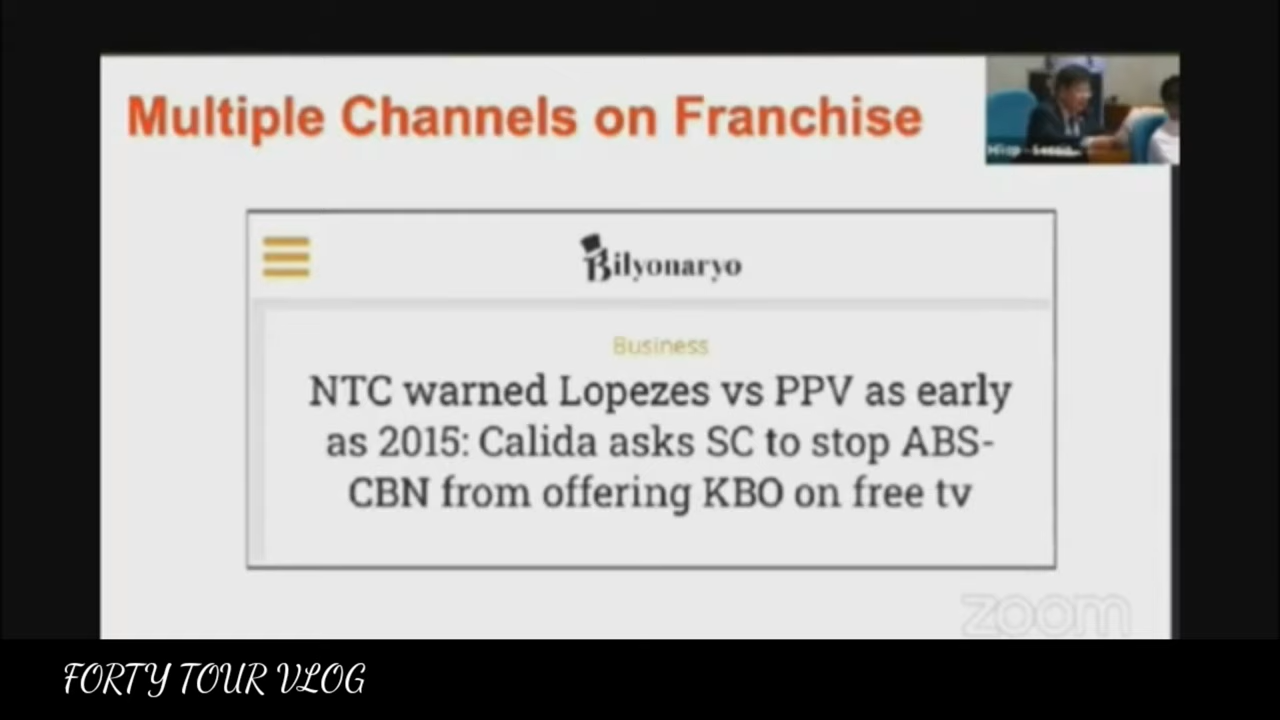 Multiple Channels on Franchise
Bilyonaryo
Business
NTC warned Lopezes vs PPV as early
as 2015: Calida asks SC to stop ABS-
CBN from offering KBO on free tv
zoom
FORTY TOUR VLOG